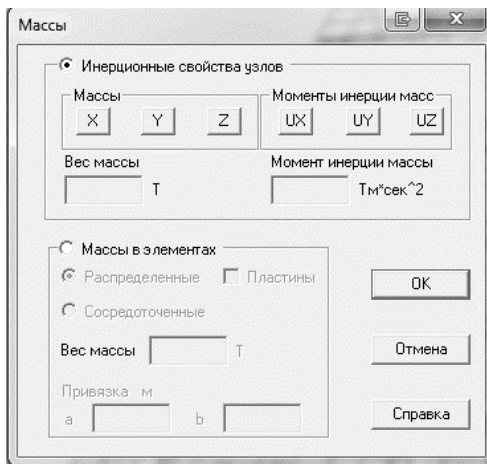 Массы
Инерционные свойства узлов
Массы
Моменты инерции масс
X Y Z UX UY UZ
Вес массы
Момент инерции массы
Т
Тм*сек^2
Массы в элементах
Распределенные Пластины
Сосредоточенные
Вес массы Т
Привязка м
a b
OK
Отмена
Справка